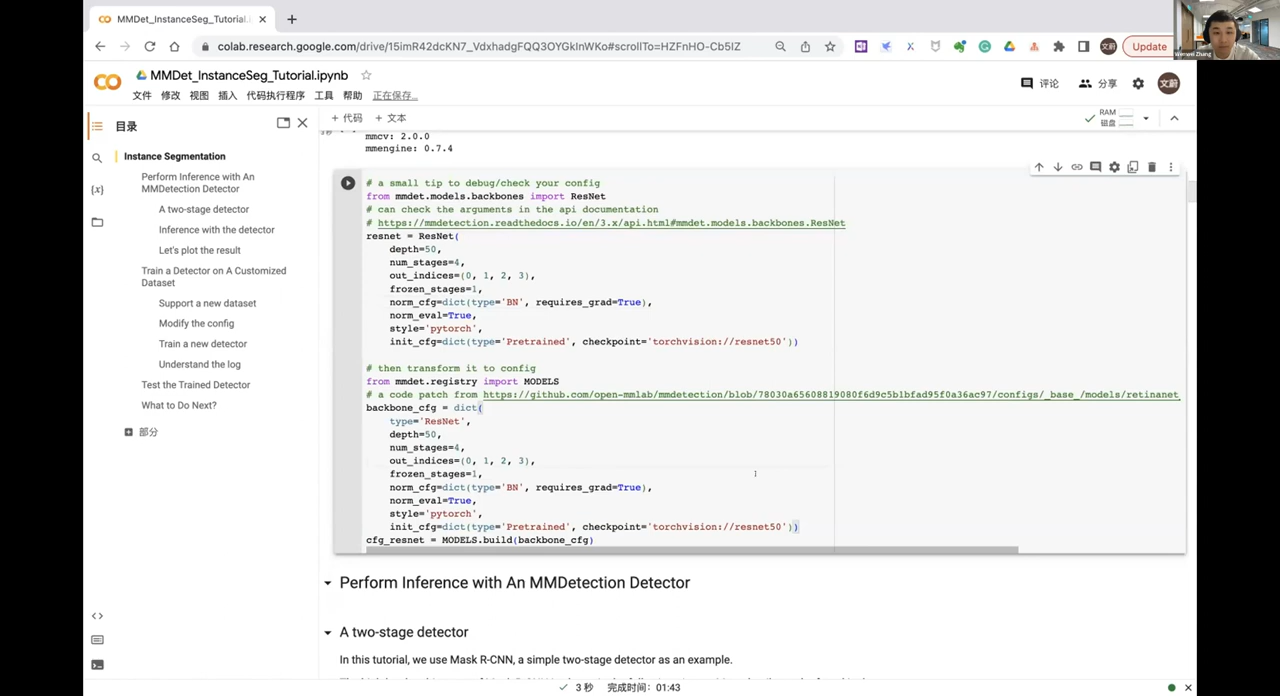 MMDet_InstanceSeg_Tutorial.
colab.research.google.com/drive/15imR42dcKN7_VdxhadgFQQ3OYGkInWKo#scrollTo=HZFnHO-Cb5IZ
文蔚
Update
Wenwei Zhang
MMDet_InstanceSeg_Tutorial.ipynb
评论
分享
文蔚
文件 修改 视图 插入 代码执行程序 工具 帮助 正在保存...
目录
+ 代码 + 文本
RAM
磁盘
Instance Segmentation
Perform Inference with An
MMDetection Detector
A two-stage detector
Inference with the detector
Let's plot the result
Train a Detector on A Customized
Dataset
Support a new dataset
Modify the config
Train a new detector
Understand the log
Test the Trained Detector
What to Do Next?
部分
mmcv: 2.0.0
mmengine: 0.7.4
# a small tip to debug/check your config
from mmdet.models.backbones import ResNet
# can check the arguments in the api documentation
# https://mmdetection.readthedocs.io/en/3.x/api.html#mmdet.models.backbones.ResNet
resnet = ResNet(
depth=50,
num_stages=4,
out_indices=(0, 1, 2, 3),
frozen_stages=1,
norm_cfg=dict(type='BN', requires_grad=True),
norm_eval=True,
style='pytorch',
init_cfg=dict(type='Pretrained', checkpoint='torchvision://resnet50'))
# then transform it to config
from mmdet.registry import MODELS
# a code patch from https://github.com/open-mmlab/mmdetection/blob/78030a65608819080f6d9c5b1bfad95f0a36ac97/configs/_base_/models/retinanet_
backbone_cfg = dict(
type='ResNet',
depth=50,
num_stages=4,
out_indices=(0, 1, 2, 3),
frozen_stages=1,
norm_cfg=dict(type='BN', requires_grad=True),
norm_eval=True,
style='pytorch',
init_cfg=dict(type='Pretrained', checkpoint='torchvision://resnet50'))
cfg_resnet = MODELS.build(backbone_cfg)
Perform Inference with An MMDetection Detector
A two-stage detector
In this tutorial, we use Mask R-CNN, a simple two-stage detector as an example.
3 秒 完成时间: 01:43